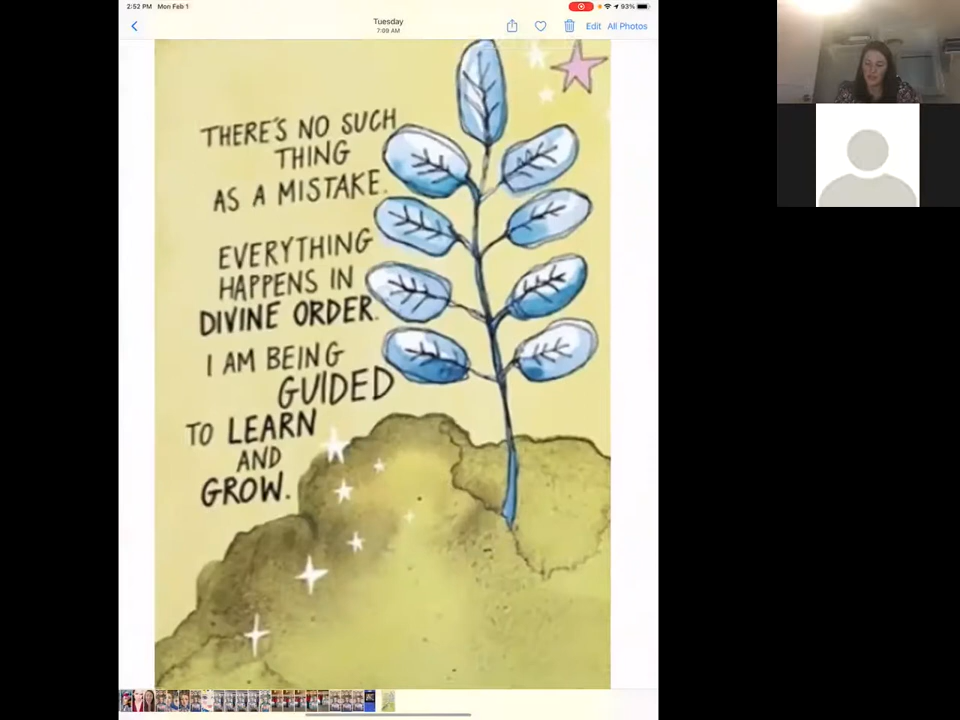 2:52 PM Mon Feb 1
93%
Tuesday
7:09 AM
Edit All Photos
THERE'S NO SUCH
THING
AS A MISTAKE.
EVERYTHING
HAPPENS IN
DIVINE ORDER.
I AM BEING
GUIDED
TO LEARN
AND
GROW.